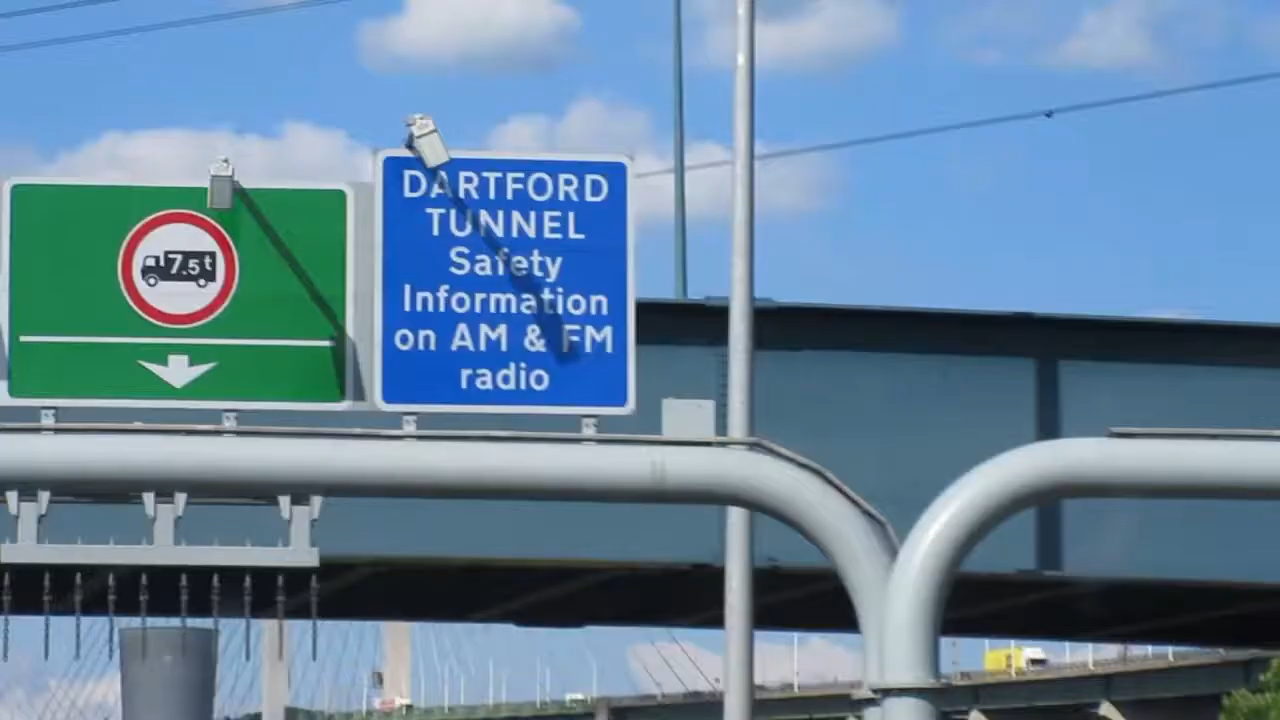 7.5t
DARTFORD
TUNNEL
Safety
Information
on AM & FM
radio